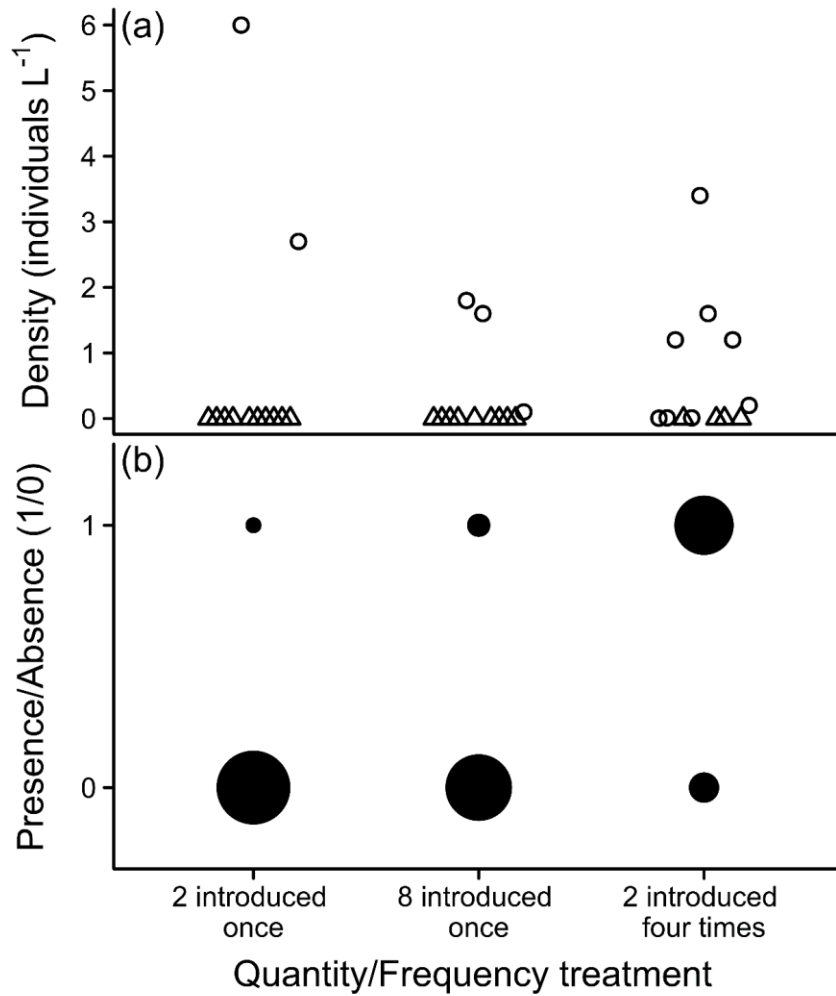 (a)
Density (individuals L⁻¹)
6
5
4
3
2
1
0
(b)
Presence/Absence (1/0)
1
0
2 introduced
once
8 introduced
once
2 introduced
four times
Quantity/Frequency treatment